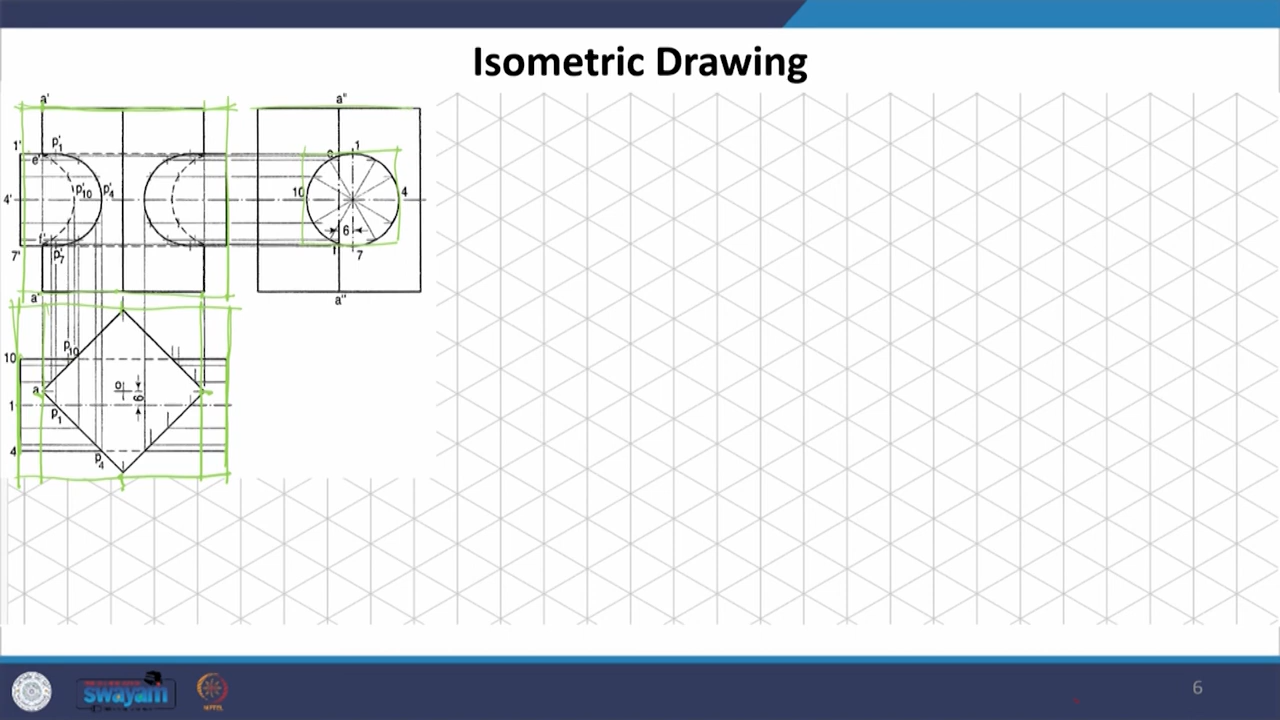 Isometric Drawing
a'
a"
1'
p'1
e'
e
1
4'
p'10
p'4
10
4
f'
6
7'
p'7
f
7
a'
a"
10
p10
a
o
6
1
p1
4
p4
swayam
6